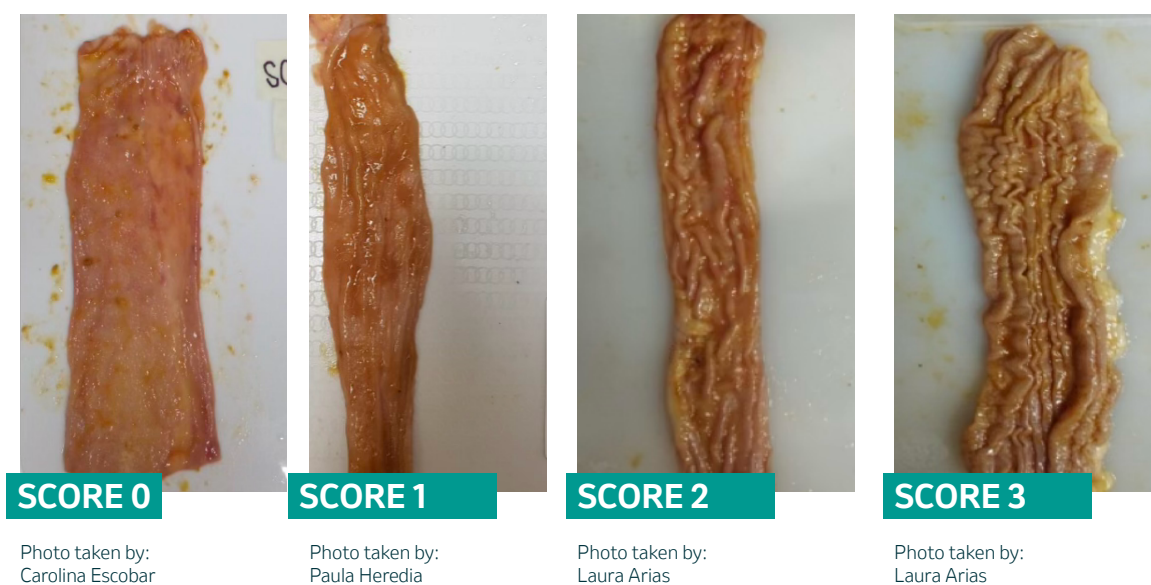 SCORE 0
Photo taken by:
Carolina Escobar
SCORE 1
Photo taken by:
Paula Heredia
SCORE 2
Photo taken by:
Laura Arias
SCORE 3
Photo taken by:
Laura Arias